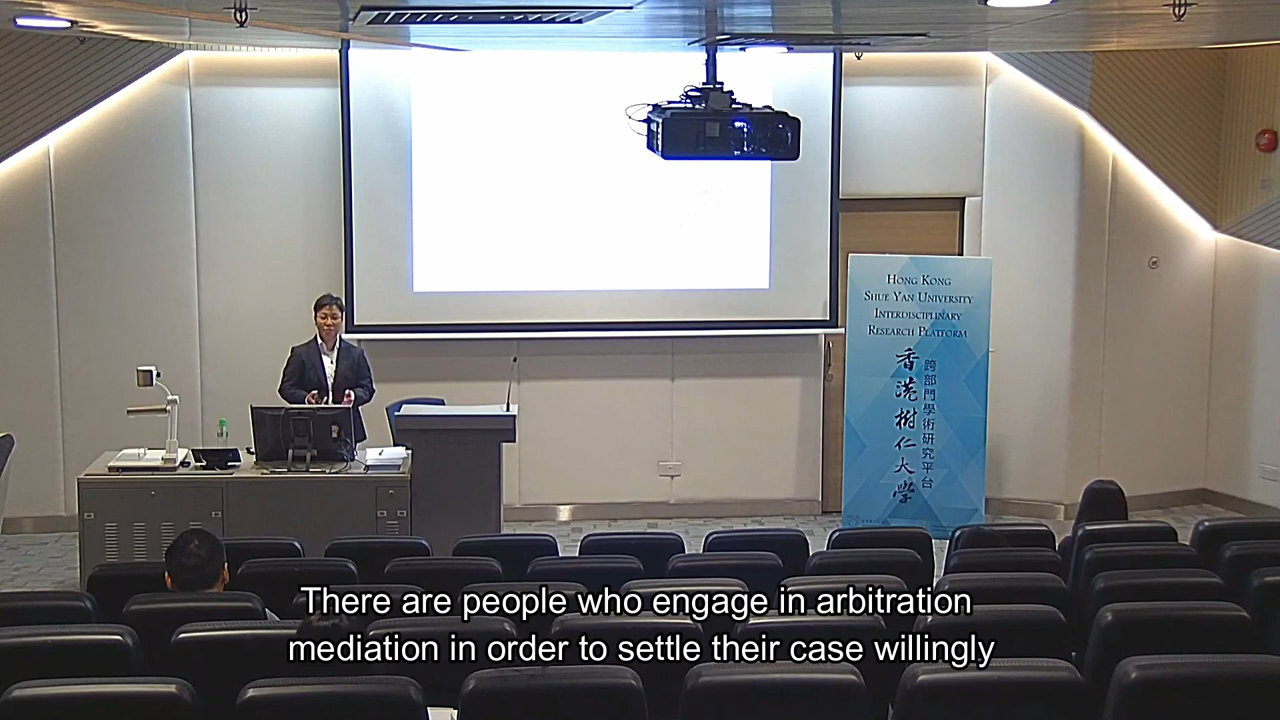 HONG KONG
SHUE YAN UNIVERSITY
INTERDISCIPLINARY
RESEARCH PLATFORM
香港樹仁大學
跨部門學術研究平台
There are people who engage in arbitration
mediation in order to settle their case willingly